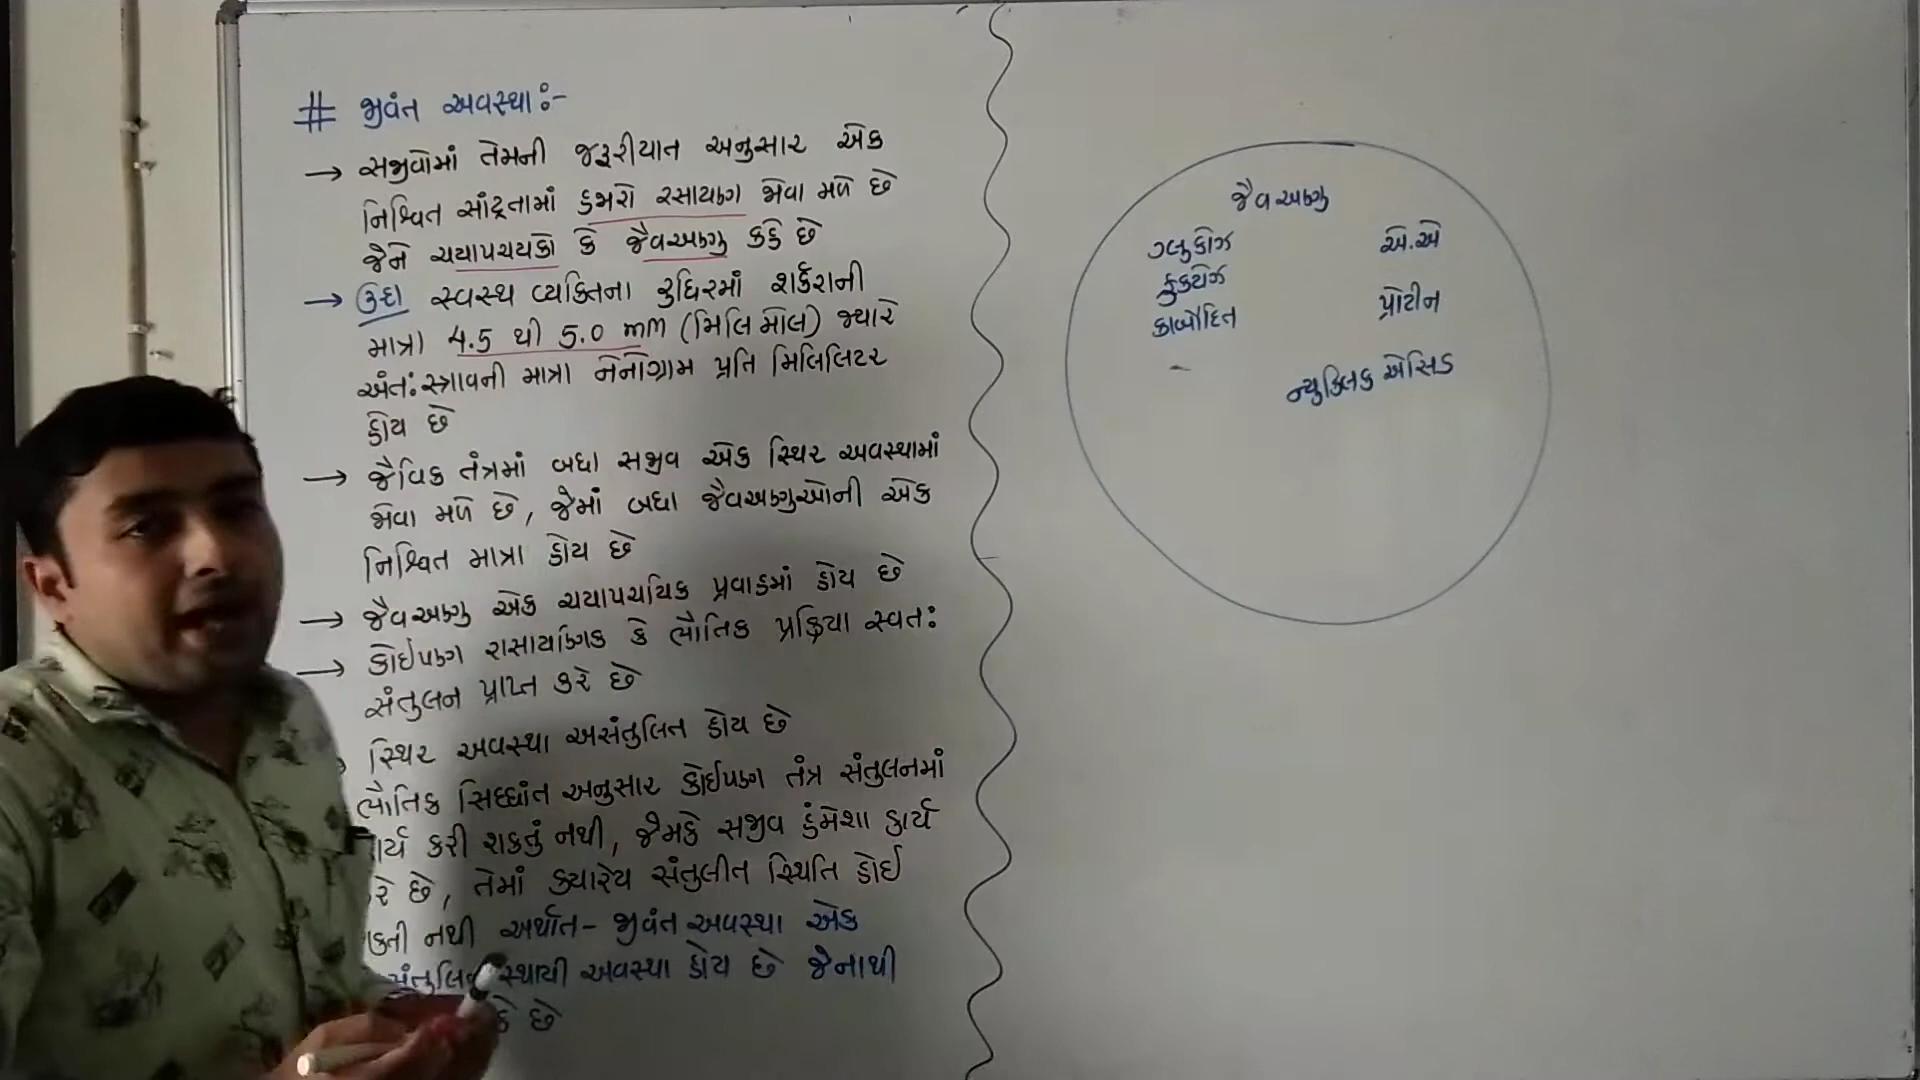 # જીવંત અવસ્થા:-
→ સજીવોમાં તેમની જરૂરીયાત અનુસાર એક
નિશ્ચિત સાંદ્રતામાં હજારો રસાયણ જોવા મળે છે
જેને ચયાપચયકો કે જૈવઅણુ કહે છે
→ ઉદા સ્વસ્થ વ્યક્તિના રુધિરમાં શર્કરાની
માત્રા 4.5 થી 5.0 mM (મિલિમોલ) જ્યારે
અંત:સ્ત્રાવની માત્રા નેનોગ્રામ પ્રતિ મિલિલિટર
હોય છે
→ જૈવિક તંત્રમાં બધા સજીવ એક સ્થિર અવસ્થામાં
જોવા મળે છે, જેમાં બધા જૈવઅણુઓની એક
નિશ્ચિત માત્રા હોય છે
→ જૈવઅણુ એક ચયાપચયિક પ્રવાહમાં હોય છે
→ કોઈપણ રાસાયણિક કે ભૌતિક પ્રક્રિયા સ્વત:
સંતુલન પ્રાપ્ત કરે છે
સ્થિર અવસ્થા અસંતુલિત હોય છે
ભૌતિક સિદ્ધાંત અનુસાર કોઈપણ તંત્ર સંતુલનમાં
કરી શકતું નથી, જેમકે સજીવ હંમેશા કાર્ય
છે, તેમાં ક્યારેય સંતુલીત સ્થિતિ હોઈ
નથી અર્થાત- જીવંત અવસ્થા એક
સ્થાયી અવસ્થા હોય છે જેનાથી
છે
જૈવઅણુ
ગ્લુકોઝ એ.એ
ફ્રુક્ટોઝ
કાર્બોદિત પ્રોટીન
ન્યુક્લિક એસિડ